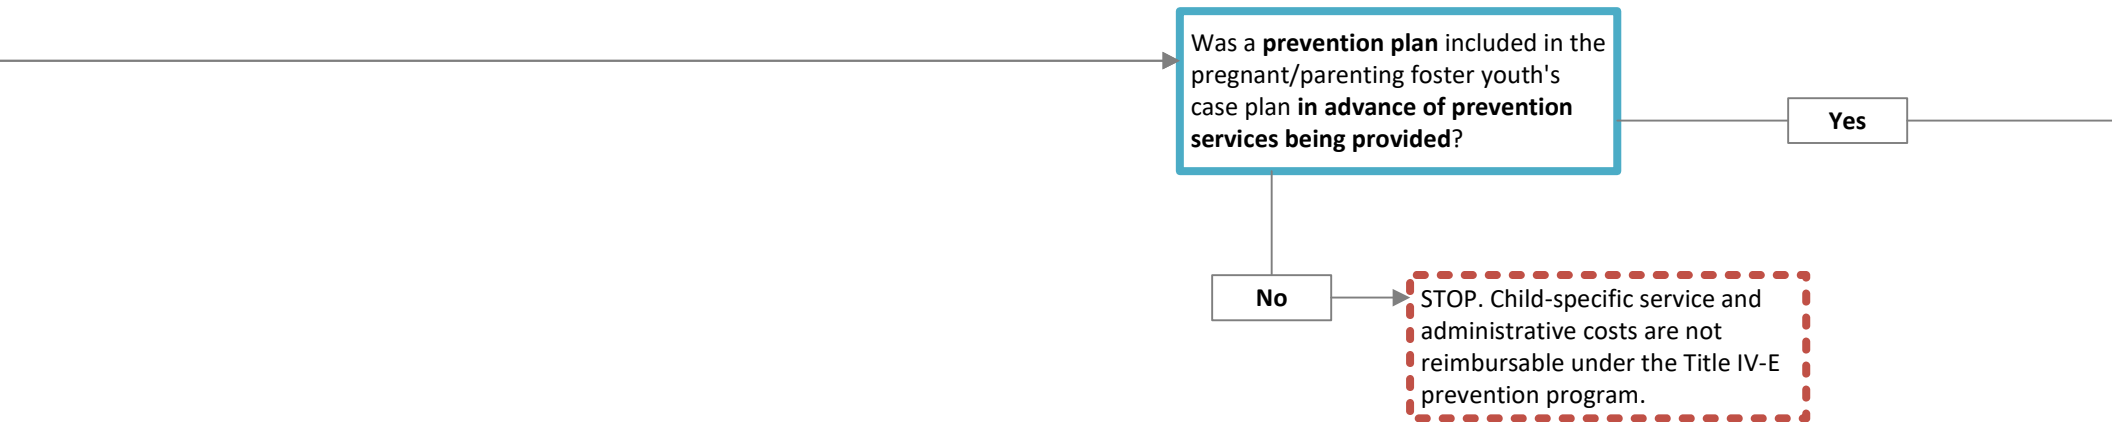 Was a prevention plan included in the
pregnant/parenting foster youth's
case plan in advance of prevention
services being provided?
Yes
No
STOP. Child-specific service and
administrative costs are not
reimbursable under the Title IV-E
prevention program.